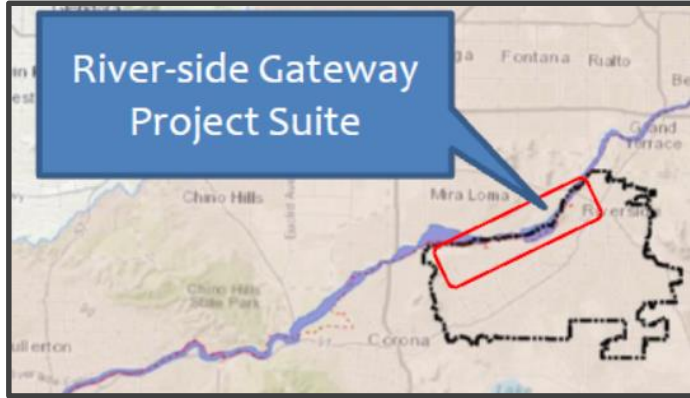 River-side Gateway
Project Suite
Fontana
Rialto
Grand
Terrace
Chino Hills
Mira Loma
Riverside
Chino Hills
State Park
Corona
Lake